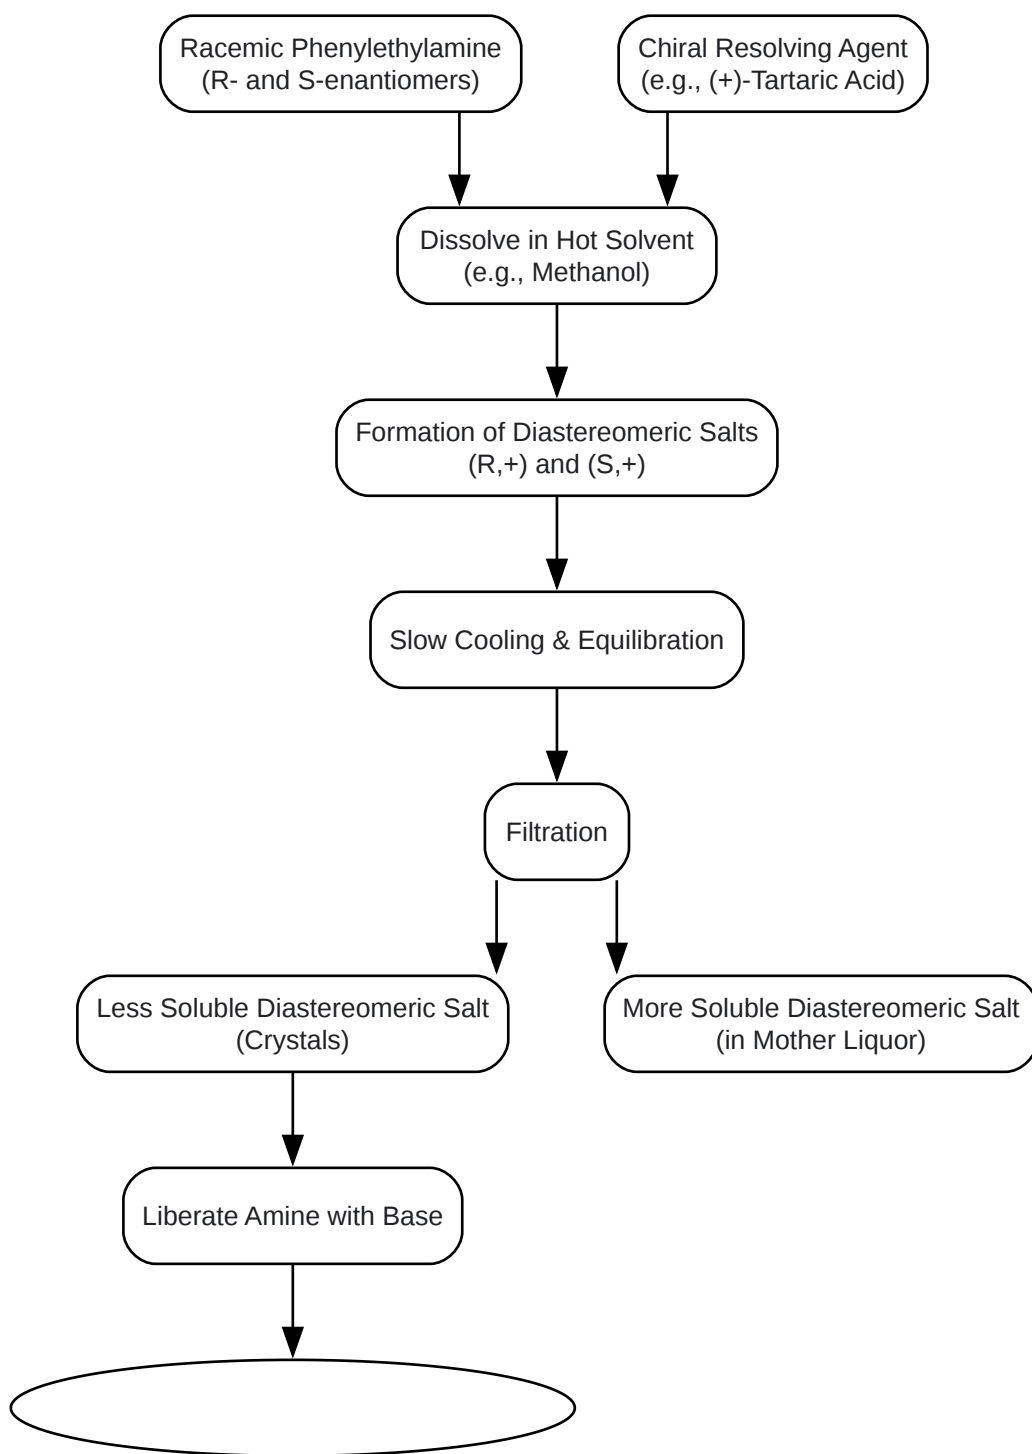 Racemic Phenylethylamine
(R- and S-enantiomers)
Chiral Resolving Agent
(e.g., (+)-Tartaric Acid)
Dissolve in Hot Solvent
(e.g., Methanol)
Formation of Diastereomeric Salts
(R,+) and (S,+)
Slow Cooling & Equilibration
Filtration
Less Soluble Diastereomeric Salt
(Crystals)
More Soluble Diastereomeric Salt
(in Mother Liquor)
Liberate Amine with Base